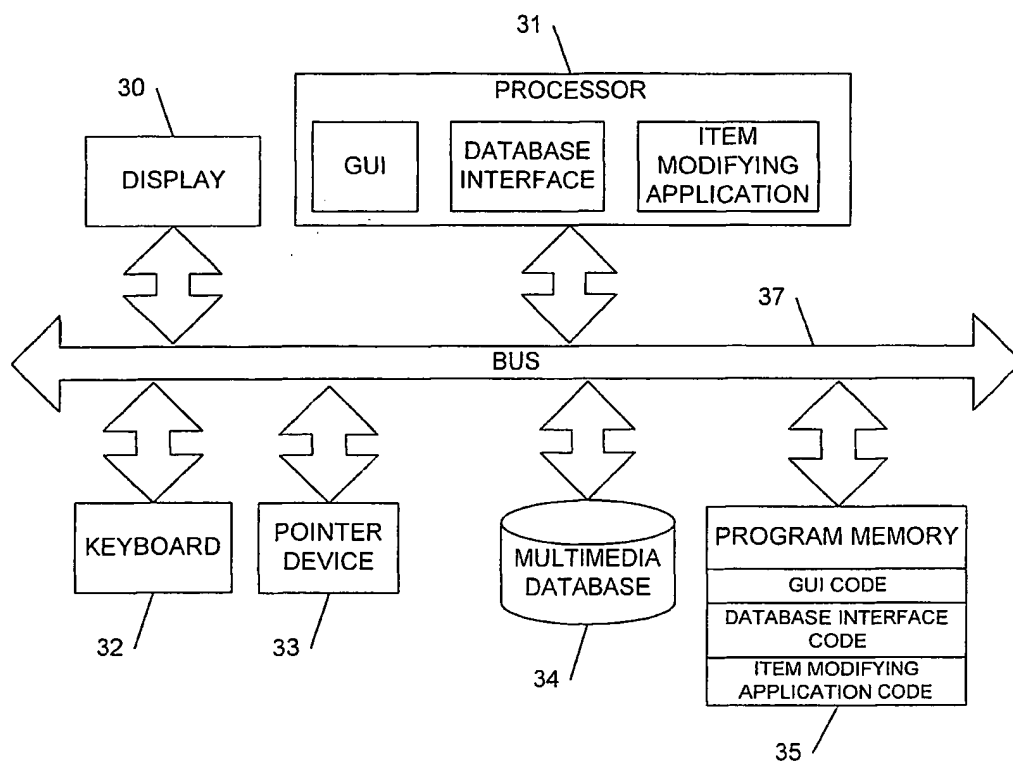 31
30
PROCESSOR
DISPLAY
GUI
DATABASE
INTERFACE
ITEM
MODIFYING
APPLICATION
37
BUS
KEYBOARD
POINTER
DEVICE
MULTIMEDIA
DATABASE
PROGRAM MEMORY
GUI CODE
DATABASE INTERFACE
CODE
ITEM MODIFYING
APPLICATION CODE
32
33
34
35